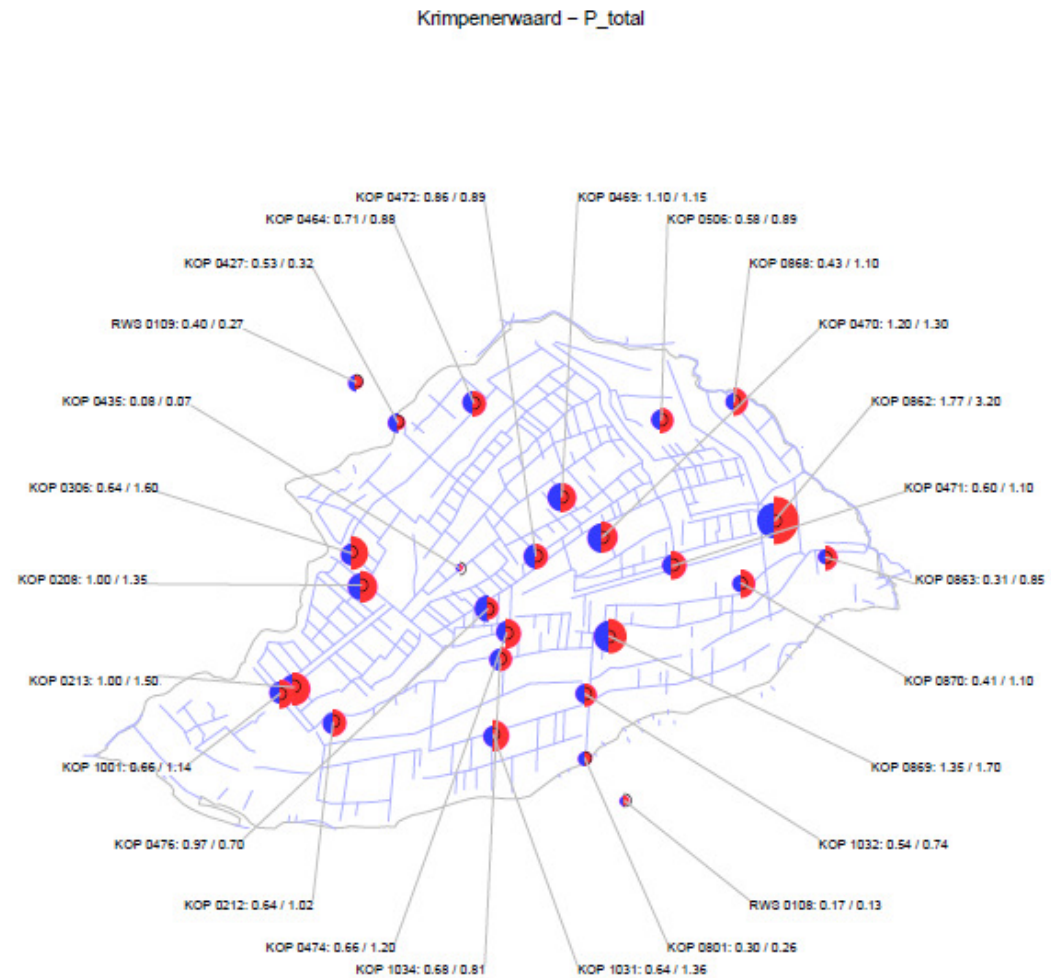 Krimpenerwaard – P_total
KOP 0472: 0.86 / 0.89
KOP 0469: 1.10 / 1.15
KOP 0464: 0.71 / 0.88
KOP 0506: 0.58 / 0.89
KOP 0427: 0.53 / 0.32
KOP 0868: 0.43 / 1.10
RWS 0109: 0.40 / 0.27
KOP 0470: 1.20 / 1.30
KOP 0435: 0.08 / 0.07
KOP 0862: 1.77 / 3.20
KOP 0306: 0.64 / 1.60
KOP 0471: 0.60 / 1.10
KOP 0208: 1.00 / 1.35
KOP 0863: 0.31 / 0.85
KOP 0213: 1.00 / 1.50
KOP 0870: 0.41 / 1.10
KOP 1001: 0.66 / 1.14
KOP 0869: 1.35 / 1.70
KOP 0476: 0.97 / 0.70
KOP 1032: 0.54 / 0.74
KOP 0212: 0.64 / 1.02
RWS 0108: 0.17 / 0.13
KOP 0474: 0.66 / 1.20
KOP 0801: 0.30 / 0.26
KOP 1034: 0.68 / 0.81
KOP 1031: 0.64 / 1.36